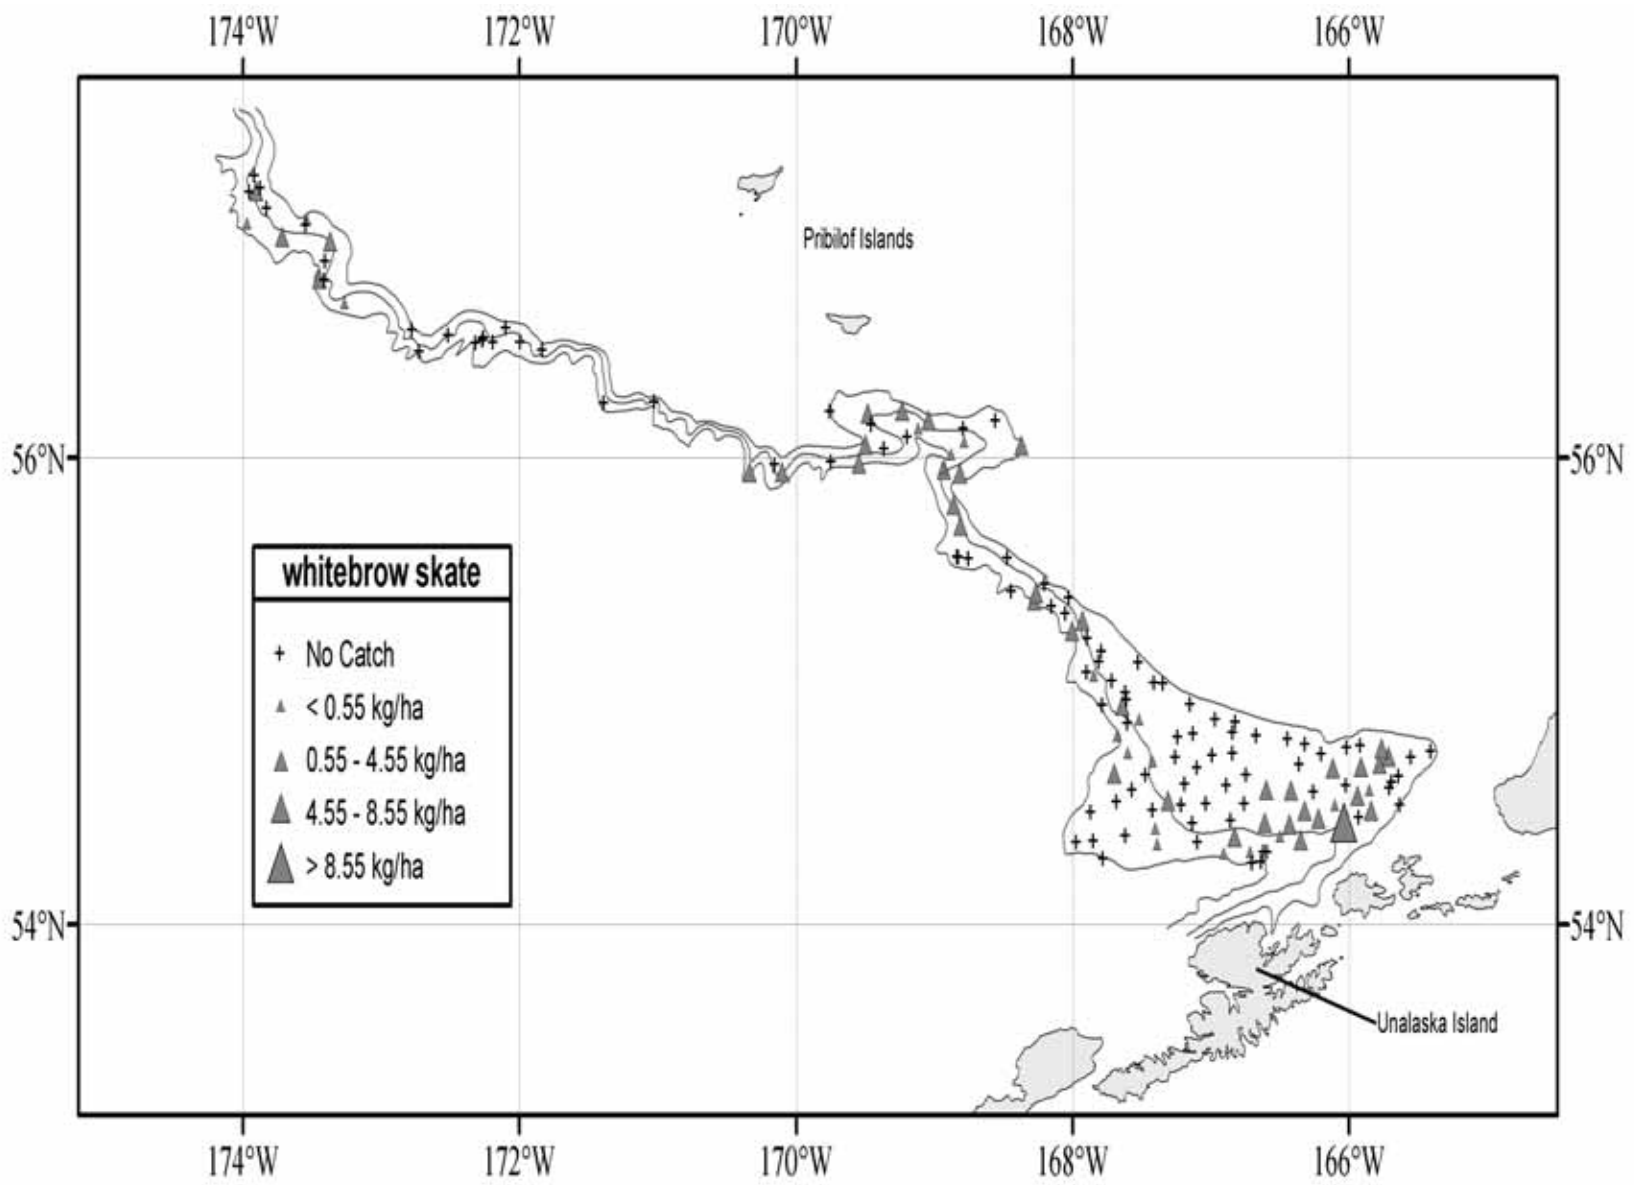 174°W 172°W 170°W 168°W 166°W
Pribilof Islands
56°N 56°N
whitebrow skate
No Catch
< 0.55 kg/ha
0.55 - 4.55 kg/ha
4.55 - 8.55 kg/ha
> 8.55 kg/ha
54°N 54°N
Unalaska Island
174°W 172°W 170°W 168°W 166°W